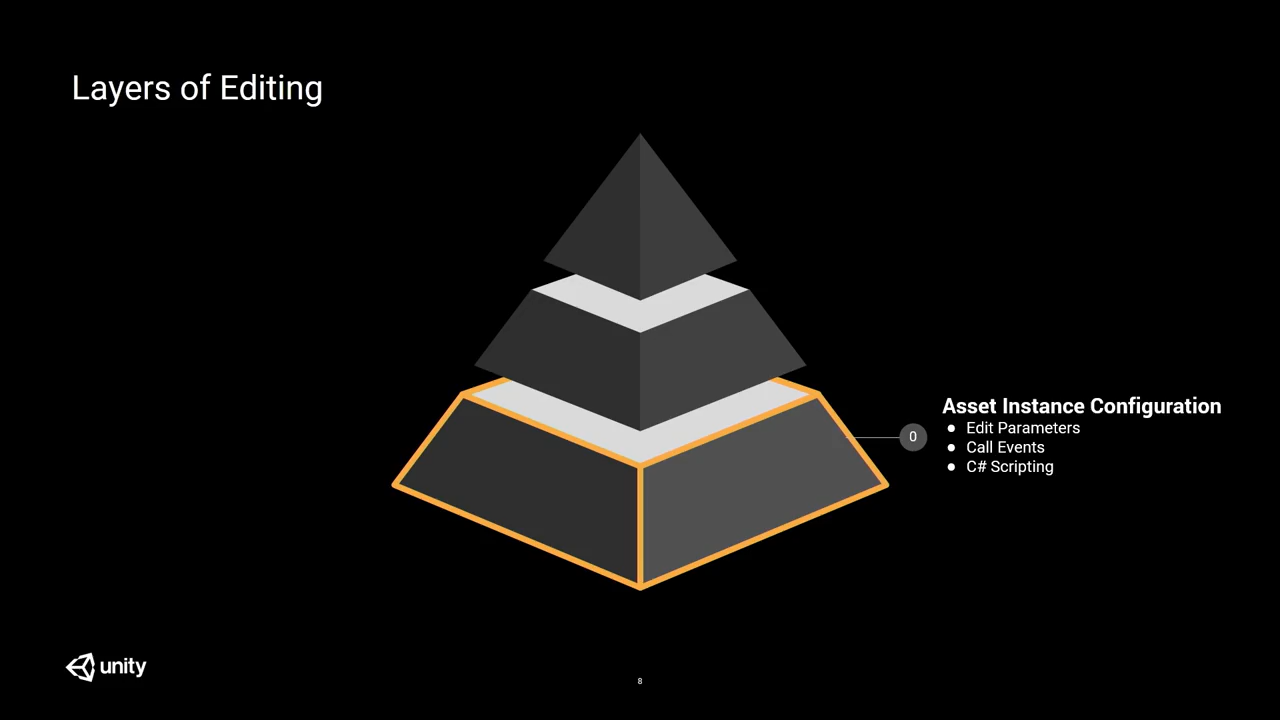 Layers of Editing
0
Asset Instance Configuration
● Edit Parameters
● Call Events
● C# Scripting
unity
8